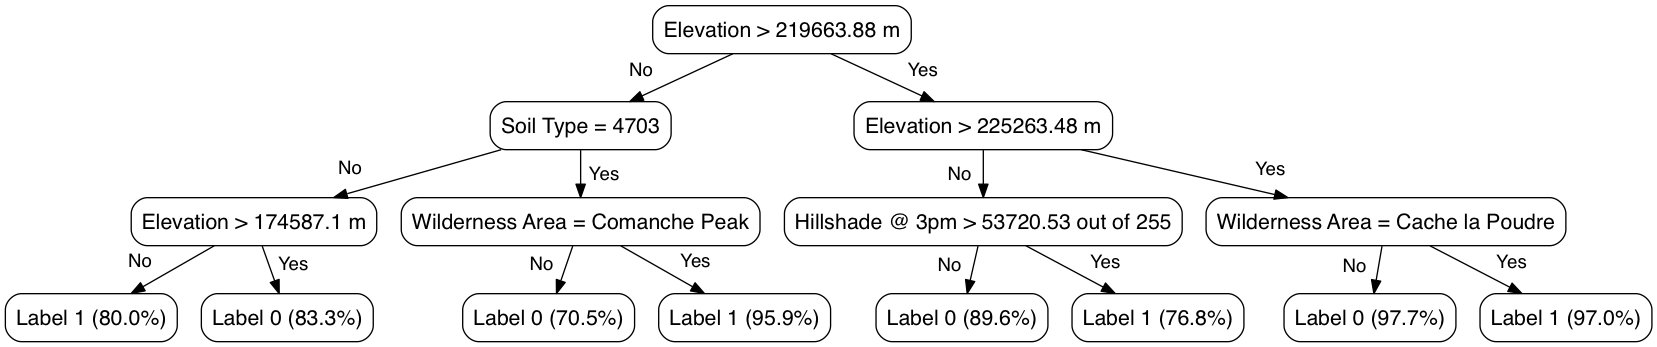 Elevation > 219663.88 m
No
Yes
Soil Type = 4703
Elevation > 225263.48 m
No
Yes
No
Yes
Elevation > 174587.1 m
Wilderness Area = Comanche Peak
Hillshade @ 3pm > 53720.53 out of 255
Wilderness Area = Cache la Poudre
No
Yes
No
Yes
No
Yes
No
Yes
Label 1 (80.0%)
Label 0 (83.3%)
Label 0 (70.5%)
Label 1 (95.9%)
Label 0 (89.6%)
Label 1 (76.8%)
Label 0 (97.7%)
Label 1 (97.0%)